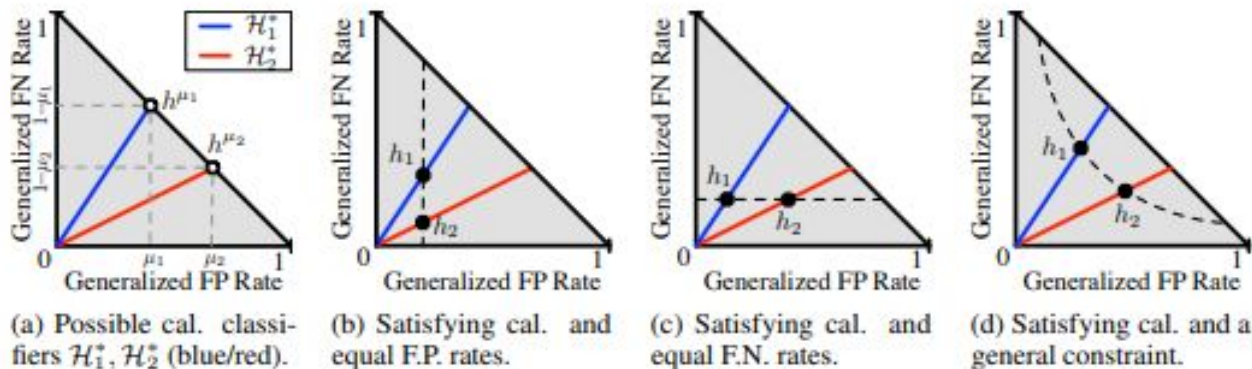 Generalized FN Rate
1
1−μ₁
1−μ₂
0
μ₁
μ₂
1
Generalized FP Rate
h^{μ₁}
h^{μ₂}
ℋ₁*
ℋ₂*
(a) Possible cal. classi-
fiers ℋ₁*, ℋ₂* (blue/red).
Generalized FN Rate
1
h₁
h₂
0
1
Generalized FP Rate
(b) Satisfying cal. and
equal F.P. rates.
Generalized FN Rate
1
h₁
h₂
0
1
Generalized FP Rate
(c) Satisfying cal. and
equal F.N. rates.
Generalized FN Rate
1
h₁
h₂
0
1
Generalized FP Rate
(d) Satisfying cal. and a
general constraint.